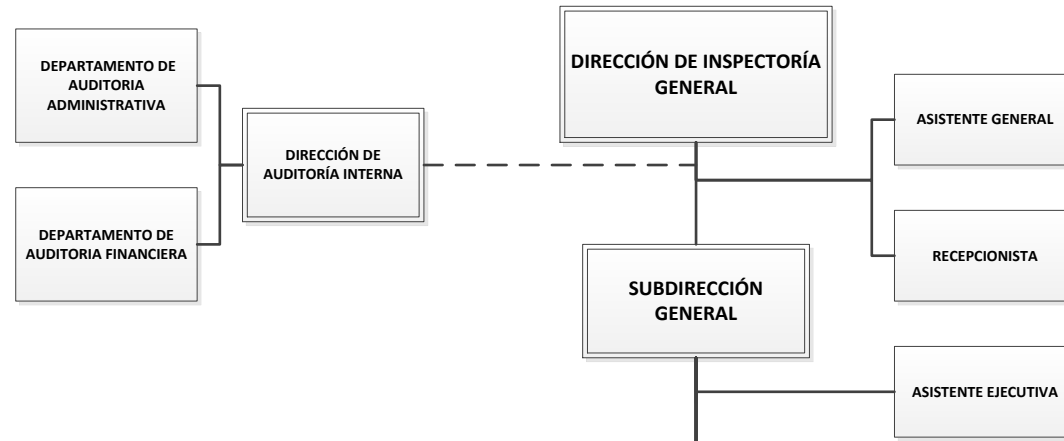 DEPARTAMENTO DE
AUDITORIA
ADMINISTRATIVA
DIRECCIÓN DE INSPECTORÍA
GENERAL
ASISTENTE GENERAL
DIRECCIÓN DE
AUDITORÍA INTERNA
DEPARTAMENTO DE
AUDITORIA FINANCIERA
RECEPCIONISTA
SUBDIRECCIÓN
GENERAL
ASISTENTE EJECUTIVA